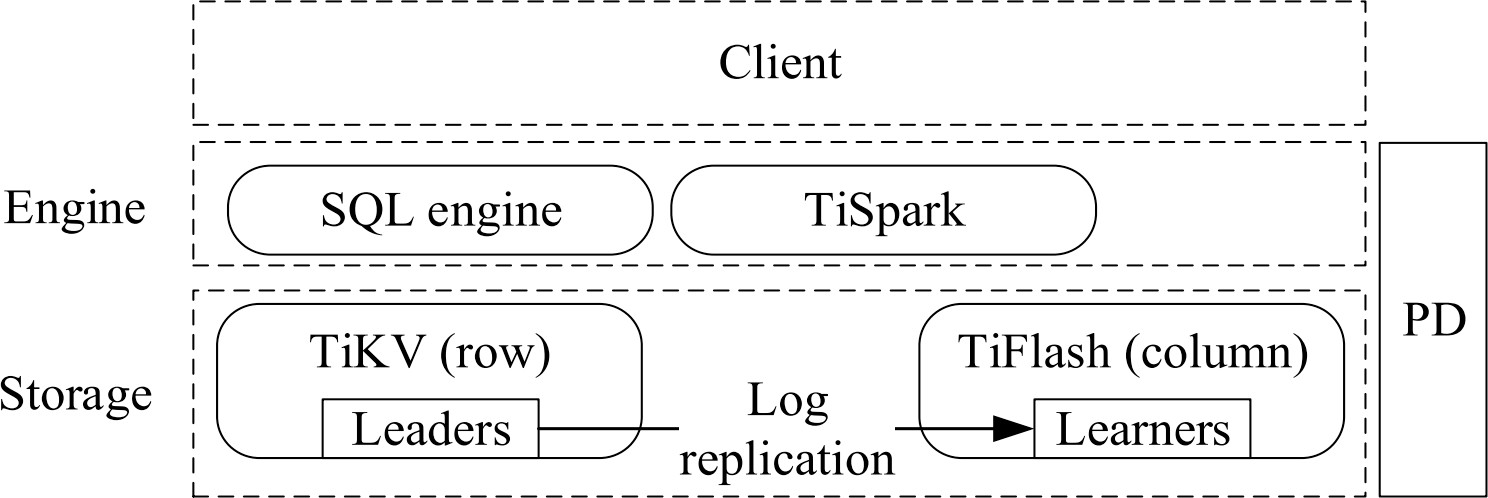 Client
Engine
SQL engine
TiSpark
PD
Storage
TiKV (row)
Leaders
Log
replication
TiFlash (column)
Learners